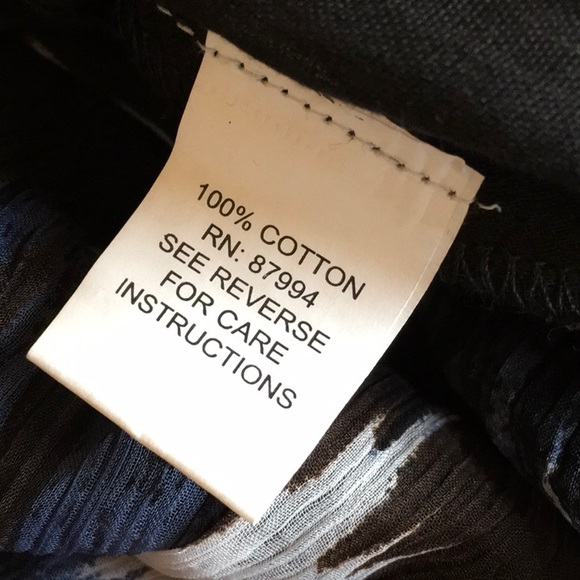 100% COTTON
RN: 87994
SEE REVERSE
FOR CARE
INSTRUCTIONS